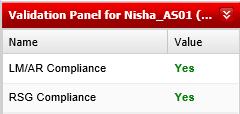 Validation Panel for Nisha_AS01 (...
Name Value
LM/AR Compliance Yes
RSG Compliance Yes